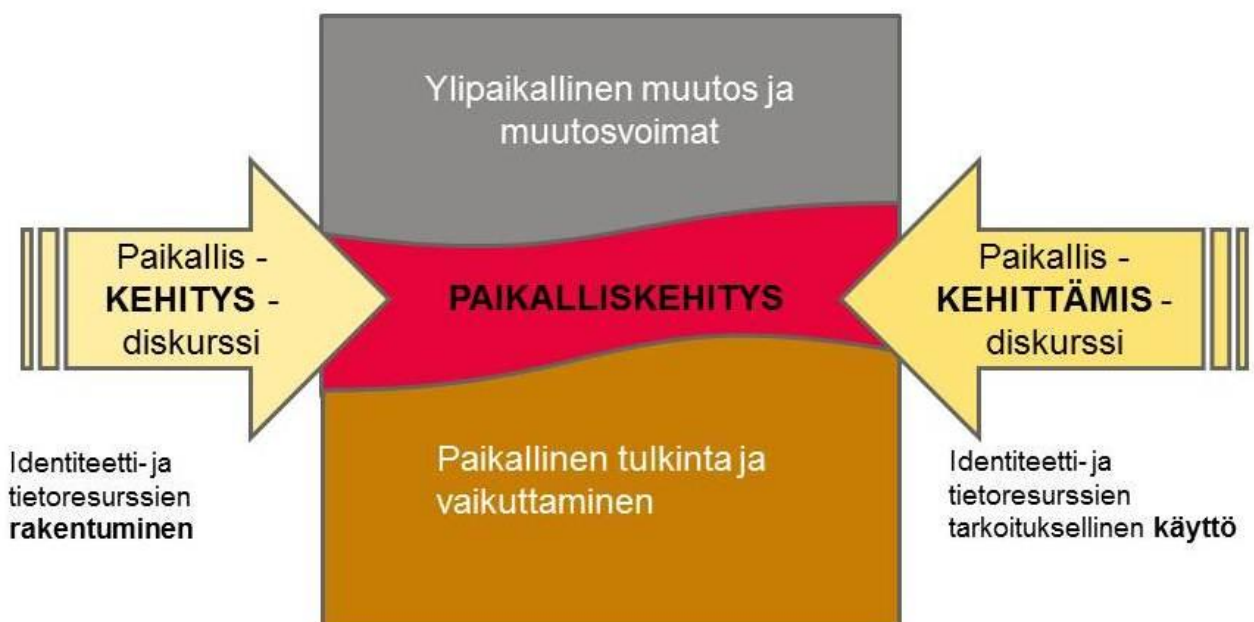 Ylipaikallinen muutos ja
muutosvoimat
Paikallis -
KEHITYS -
diskurssi
PAIKALLISKEHITYS
Paikallis -
KEHITTÄMIS -
diskurssi
Identiteetti- ja
tietoresurssien
rakentuminen
Paikallinen tulkinta ja
vaikuttaminen
Identiteetti- ja
tietoresurssien
tarkoituksellinen käyttö